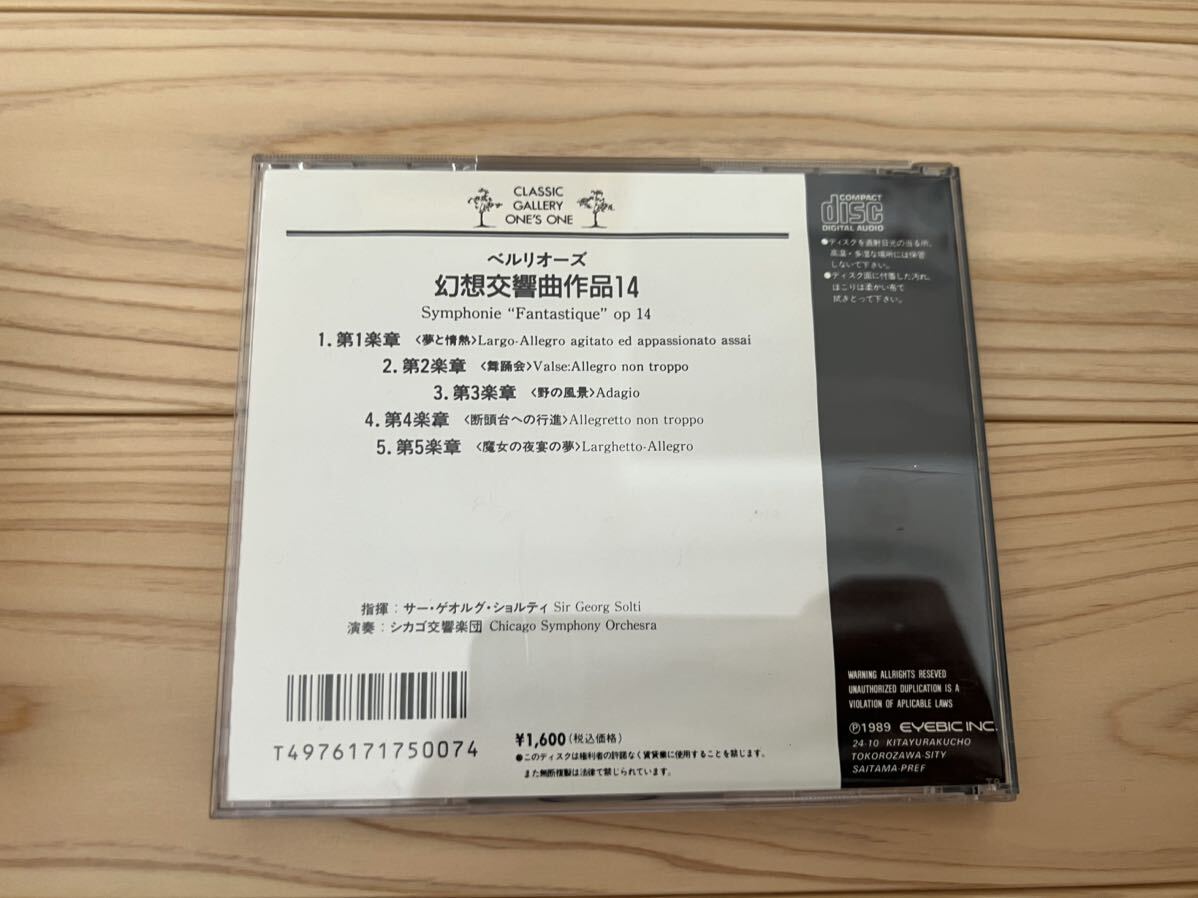 CLASSIC
GALLERY
ONE'S ONE
ベルリオーズ
幻想交響曲作品14
Symphonie “Fantastique” op 14
1. 第1楽章 〈夢と情熱〉Largo-Allegro agitato ed appassionato assai
2. 第2楽章 〈舞踊会〉Valse:Allegro non troppo
3. 第3楽章 〈野の風景〉Adagio
4. 第4楽章 〈断頭台への行進〉Allegretto non troppo
5. 第5楽章 〈魔女の夜宴の夢〉Larghetto-Allegro
指揮：サー・ゲオルグ・ショルティ Sir Georg Solti
演奏：シカゴ交響楽団 Chicago Symphony Orchesra
T4976171750074
¥1,600(税込価格)
●このディスクは権利者の許諾なく賃貸業に使用することを禁じます。
また無断複製は法律で禁じられています。
COMPACT
disc
DIGITAL AUDIO
●ディスクを直射日光の当る所、
高温・多湿な場所には保管
しないで下さい。
●ディスク面に付着した汚れ、
ほこりは柔かい布で
拭きとって下さい。
WARNING ALLRIGHTS RESEVED
UNAUTHORIZED DUPLICATION IS A
VIOLATION OF APLICABLE LAWS
Ⓟ1989 EYEBIC INC.
24-10 KITAYURAKUCHO
TOKOROZAWA-SITY
SAITAMA-PREF